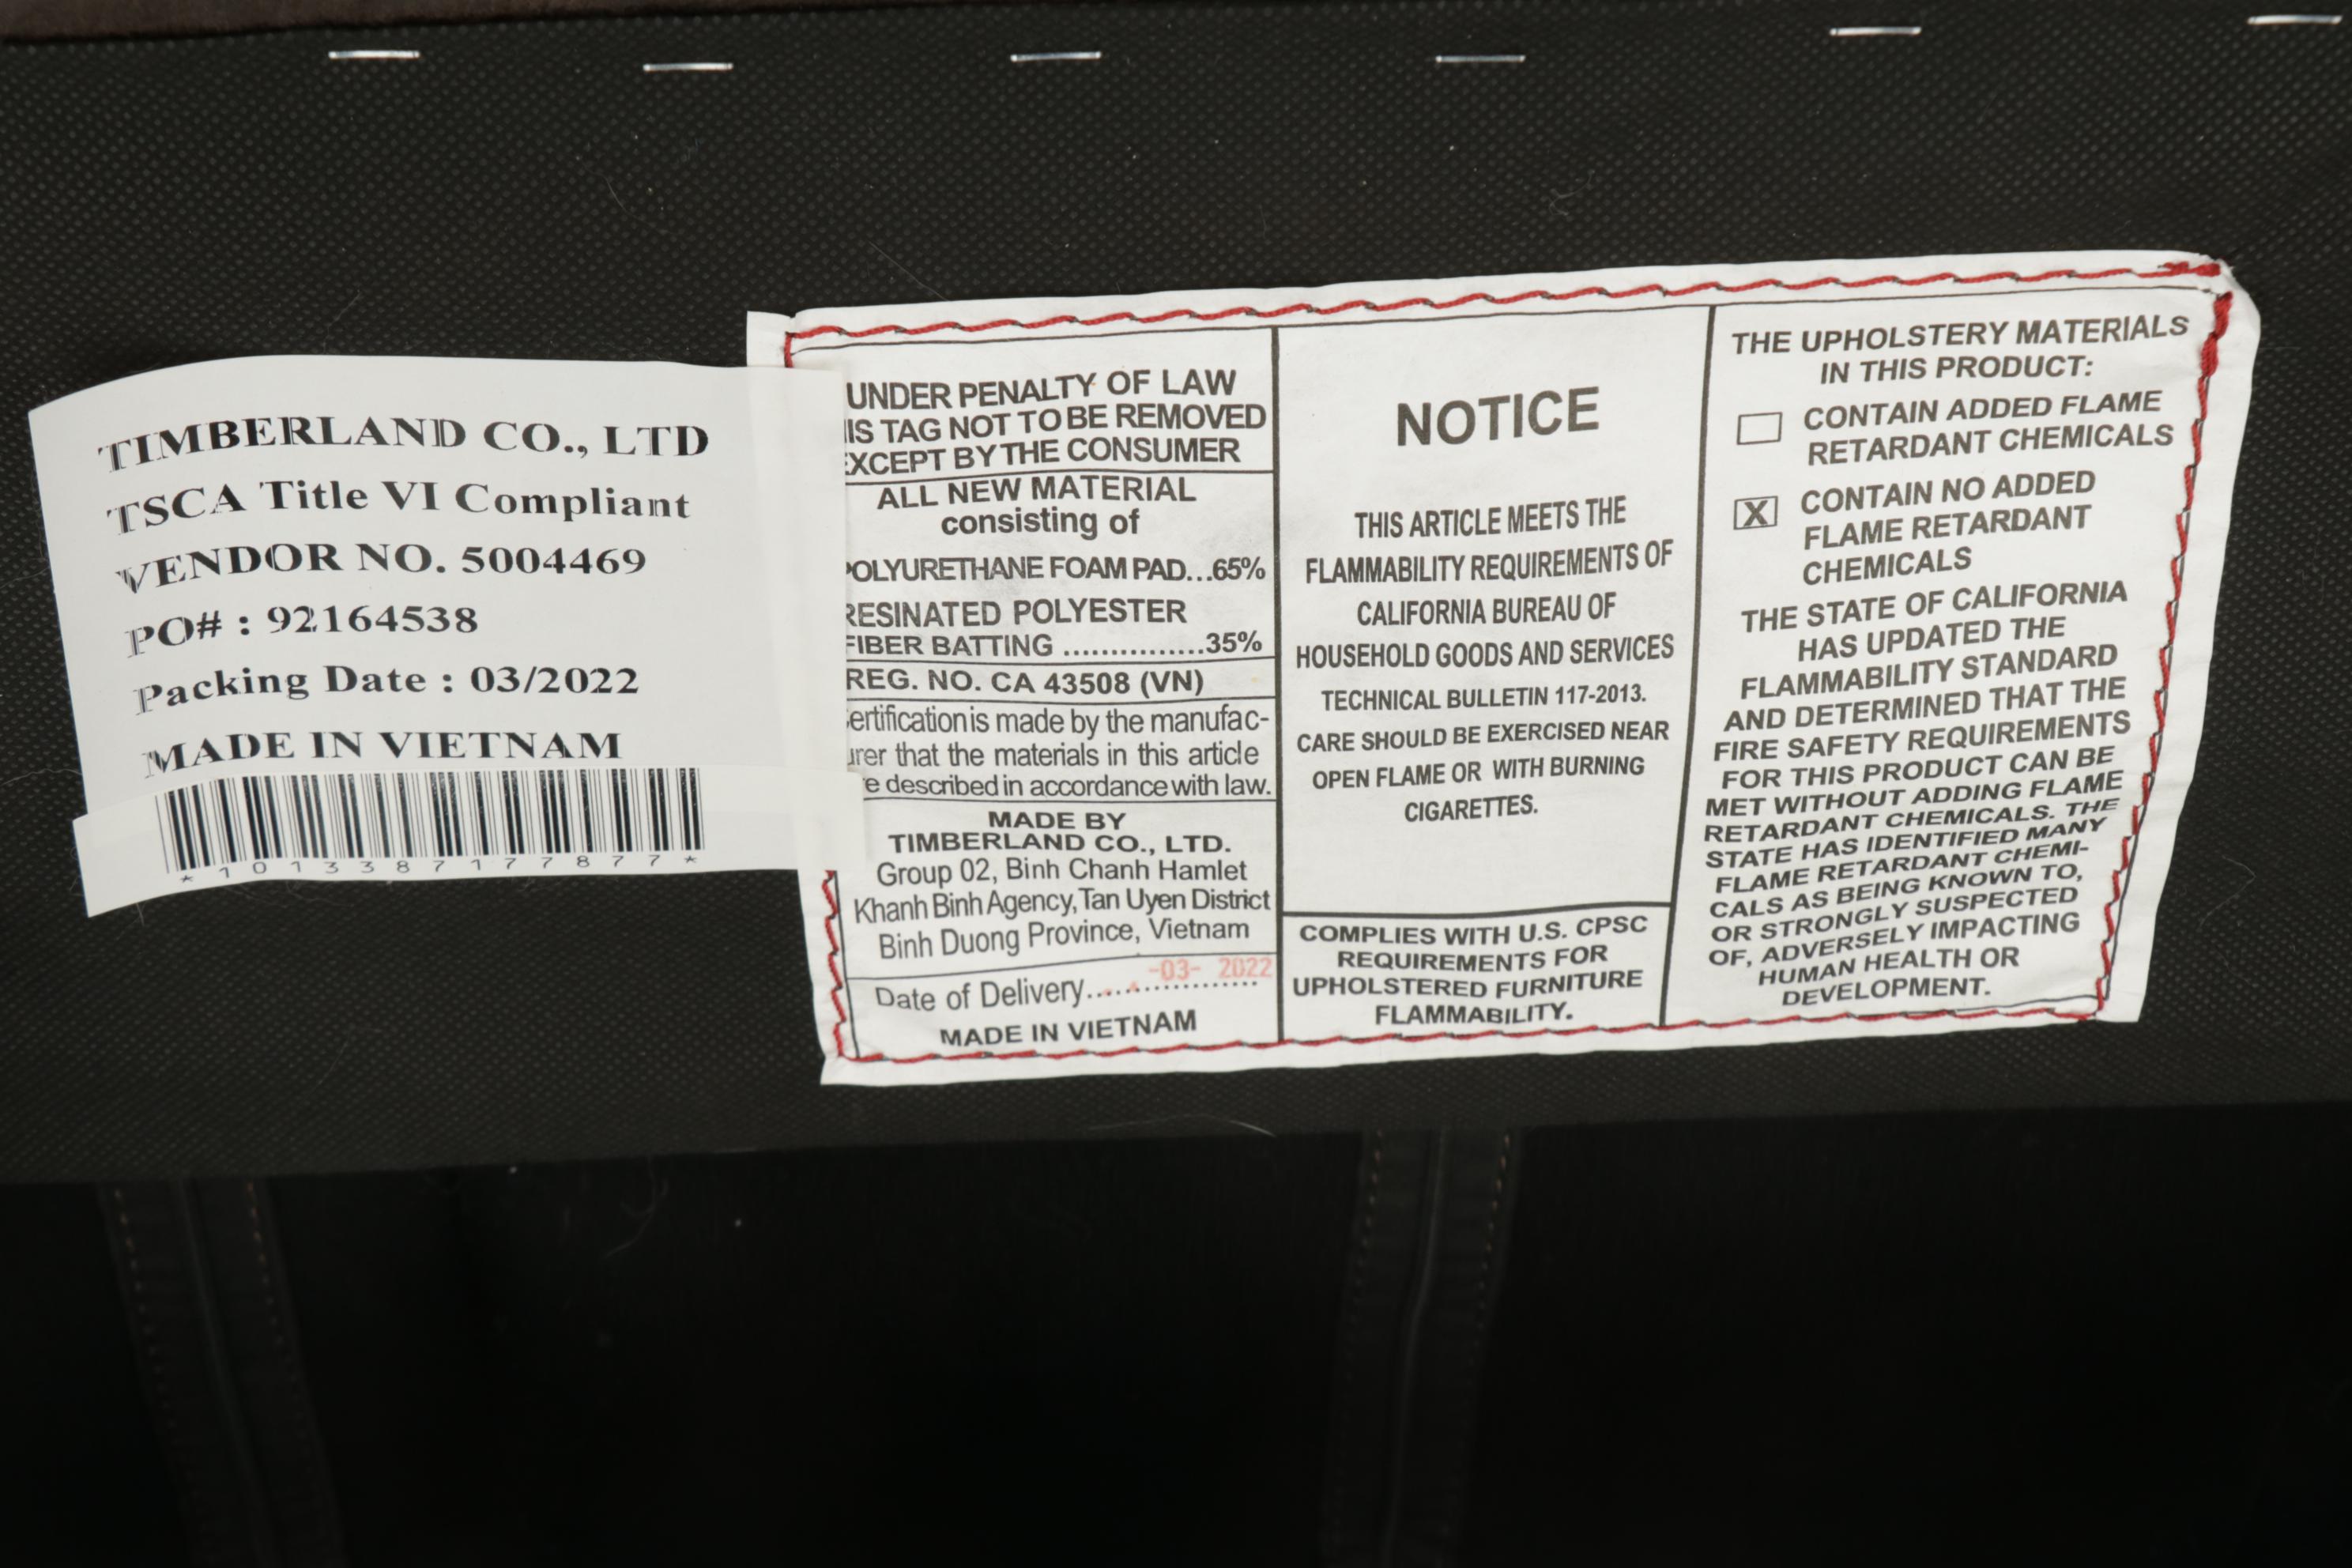 TIMBERLAND CO., LTD
TSCA Title VI Compliant
VENDOR NO. 5004469
PO# : 92164538
Packing Date : 03/2022
MADE IN VIETNAM
*1013387177877*
UNDER PENALTY OF LAW
IS TAG NOT TO BE REMOVED
XCEPT BY THE CONSUMER
ALL NEW MATERIAL
consisting of
POLYURETHANE FOAM PAD...65%
RESINATED POLYESTER
FIBER BATTING ...............35%
REG. NO. CA 43508 (VN)
ertification is made by the manufac-
urer that the materials in this article
e described in accordance with law.
MADE BY
TIMBERLAND CO., LTD.
Group 02, Binh Chanh Hamlet
Khanh Binh Agency, Tan Uyen District
Binh Duong Province, Vietnam
-03- 2022
Date of Delivery...................
MADE IN VIETNAM
NOTICE
THIS ARTICLE MEETS THE
FLAMMABILITY REQUIREMENTS OF
CALIFORNIA BUREAU OF
HOUSEHOLD GOODS AND SERVICES
TECHNICAL BULLETIN 117-2013.
CARE SHOULD BE EXERCISED NEAR
OPEN FLAME OR WITH BURNING
CIGARETTES.
COMPLIES WITH U.S. CPSC
REQUIREMENTS FOR
UPHOLSTERED FURNITURE
FLAMMABILITY.
THE UPHOLSTERY MATERIALS
IN THIS PRODUCT:
CONTAIN ADDED FLAME
RETARDANT CHEMICALS
X CONTAIN NO ADDED
FLAME RETARDANT
CHEMICALS
THE STATE OF CALIFORNIA
HAS UPDATED THE
FLAMMABILITY STANDARD
AND DETERMINED THAT THE
FIRE SAFETY REQUIREMENTS
FOR THIS PRODUCT CAN BE
MET WITHOUT ADDING FLAME
RETARDANT CHEMICALS. THE
STATE HAS IDENTIFIED MANY
FLAME RETARDANT CHEMI-
CALS AS BEING KNOWN TO,
OR STRONGLY SUSPECTED
OF, ADVERSELY IMPACTING
HUMAN HEALTH OR
DEVELOPMENT.